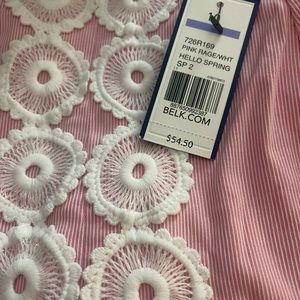 726R169
PINK RAGE/WHT
HELLO SPRING
SP 2
BELK.COM
$54.50